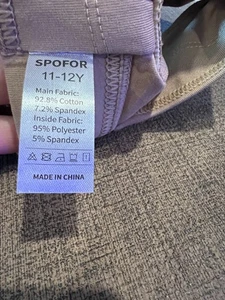 SPOFOR
11-12Y
Main Fabric:
92.8% Cotton
7.2% Spandex
Inside Fabric:
95% Polyester
5% Spandex
MADE IN CHINA